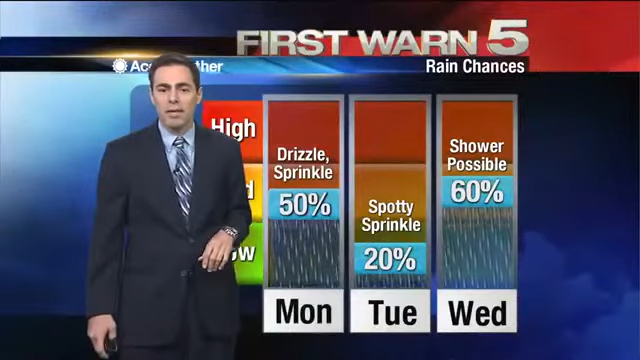 FIRST WARN 5
Rain Chances
High
Drizzle,
Sprinkle
50%
Spotty
Sprinkle
20%
Shower
Possible
60%
Mon
Tue
Wed